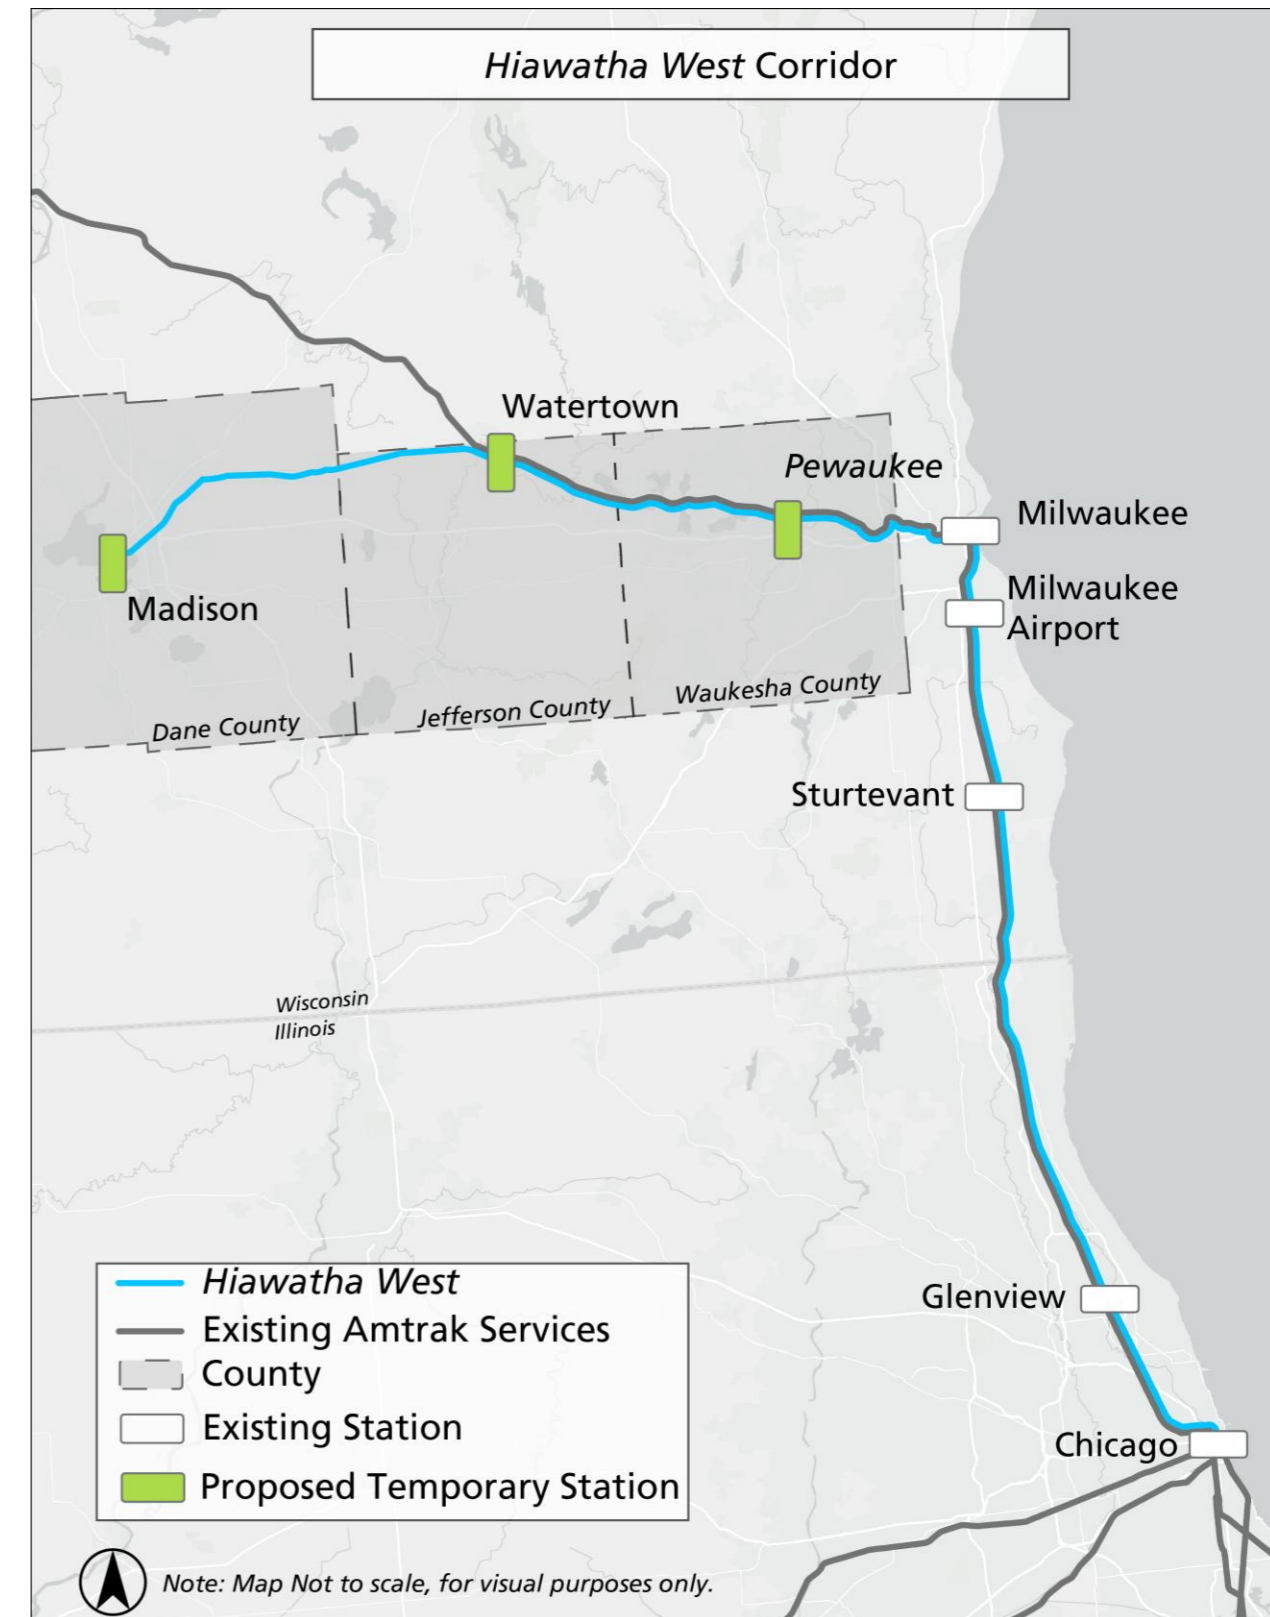 Hiawatha West Corridor
Watertown
Pewaukee
Milwaukee
Milwaukee
Airport
Madison
Waukesha County
Jefferson County
Dane County
Sturtevant
Wisconsin
Illinois
Glenview
Chicago
Hiawatha West
Existing Amtrak Services
County
Existing Station
Proposed Temporary Station
Note: Map Not to scale, for visual purposes only.